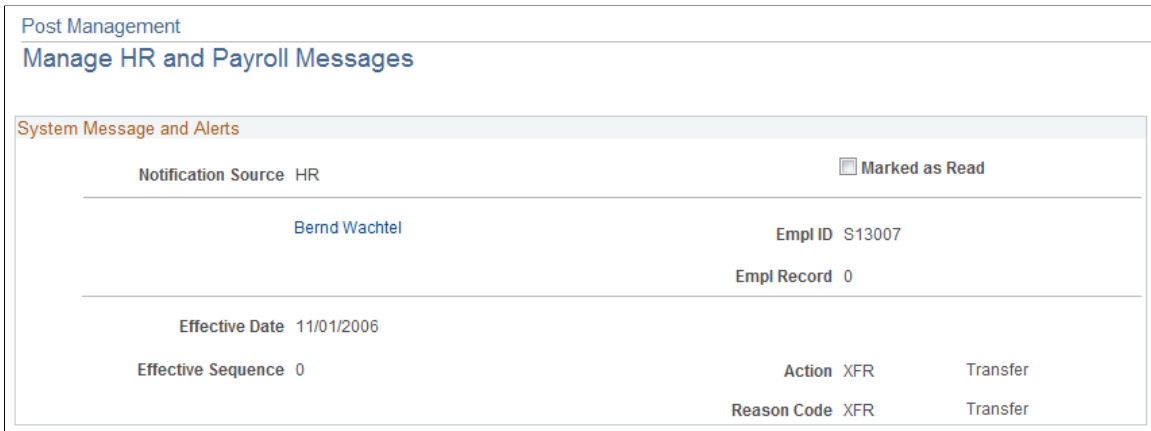 Post Management
Manage HR and Payroll Messages
System Message and Alerts
Notification Source HR Marked as Read
Bernd Wachtel Empl ID S13007
Empl Record 0
Effective Date 11/01/2006
Effective Sequence 0 Action XFR Transfer
Reason Code XFR Transfer